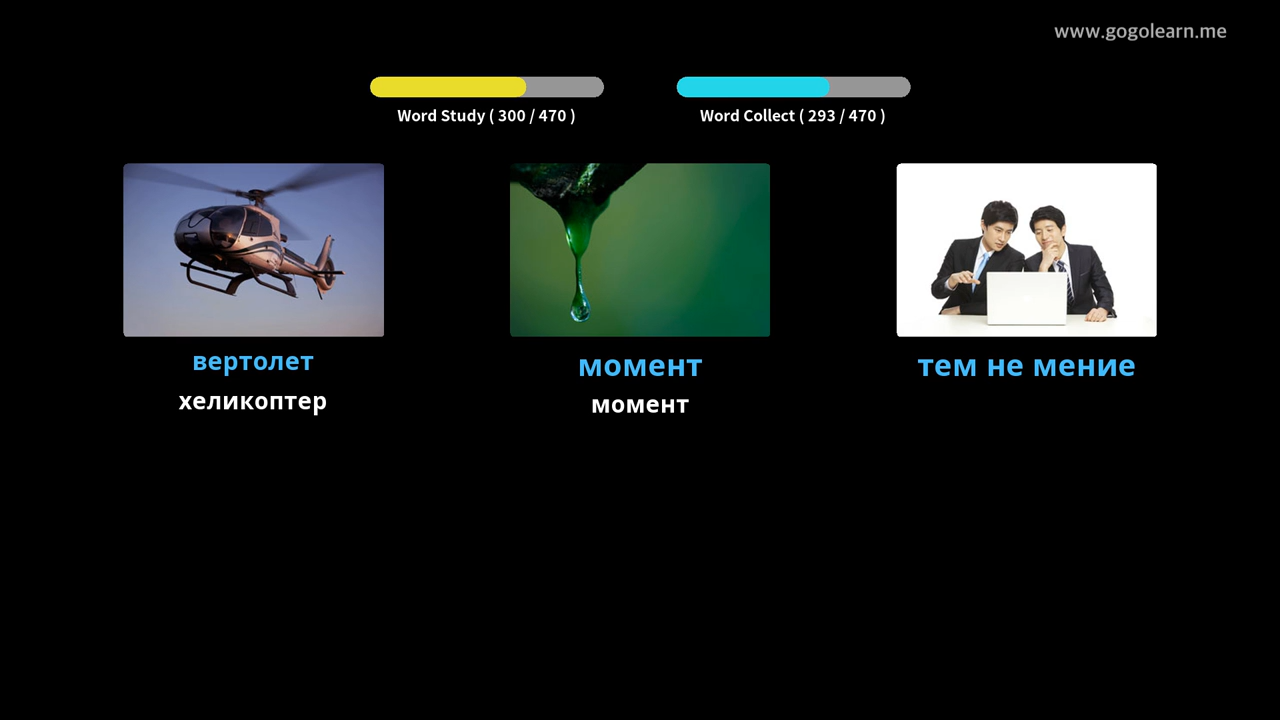 www.gogolearn.me
Word Study ( 300 / 470 )
Word Collect ( 293 / 470 )
вертолет
хеликоптер
момент
момент
тем не мение